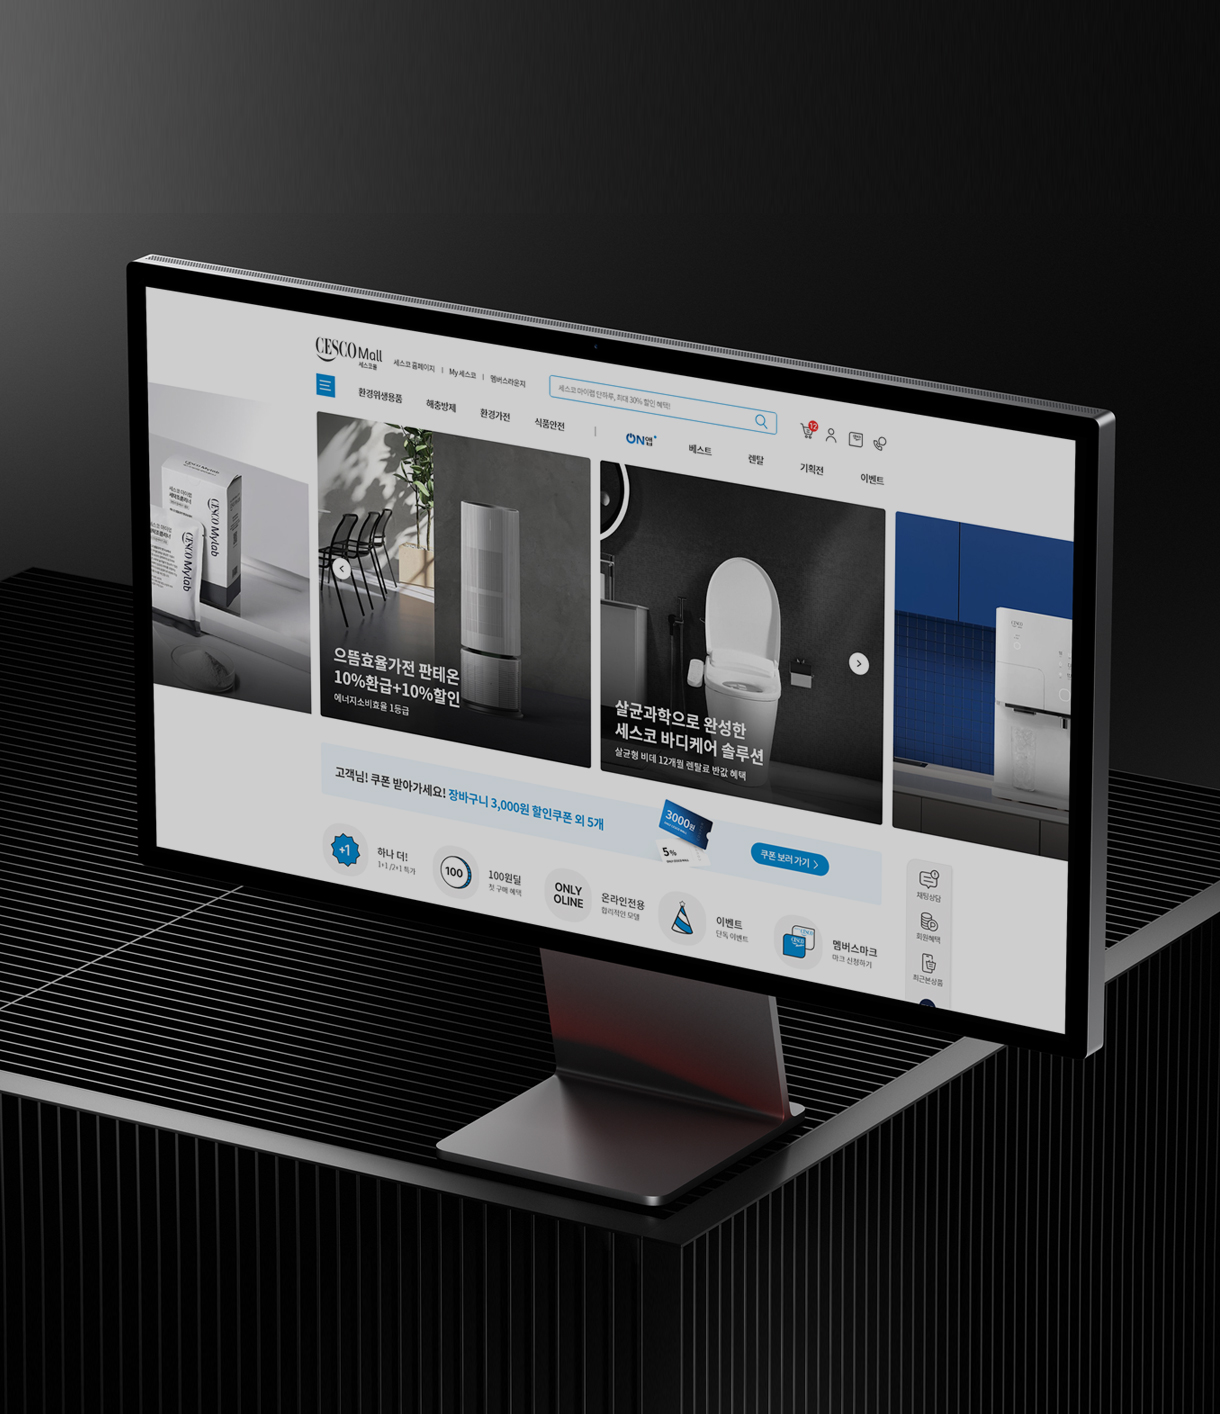 CESCO Mall
세스코몰
세스코 홈페이지 | My 세스코 | 멤버스라운지
세스코 마이랩 단하루, 최대 30% 할인 혜택!
12
환경위생용품 해충방제 환경가전 식품안전 | ON앱 베스트 렌탈 기획전 이벤트
CESCO Mylab
세스코 마이랩
CESCO Mylab
CESCO Mylab
으뜸효율가전 판테온
10%환급+10%할인
에너지소비효율 1등급
살균과학으로 완성한
세스코 바디케어 솔루션
살균형 비데 12개월 렌탈료 반값 혜택
고객님! 쿠폰 받아가세요! 장바구니 3,000원 할인쿠폰 외 5개
3000원
5%
쿠폰 보러 가기
+1
하나 더!
1+1 /2+1 특가
100
100원딜
첫 구매 혜택
ONLY
OLINE
온라인전용
합리적인 모델
이벤트
단독 이벤트
CESCO
CESCO
멤버스마크
마크 신청하기
채팅상담
회원혜택
최근본상품